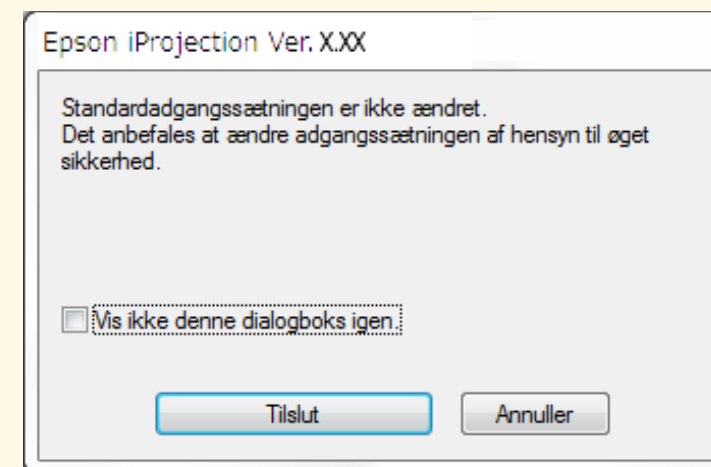 Epson iProjection Ver. X.XX
Standardadgangssætningen er ikke ændret.
Det anbefales at ændre adgangssætningen af hensyn til øget
sikkerhed.
Vis ikke denne dialogboks igen.
Tilslut
Annuller